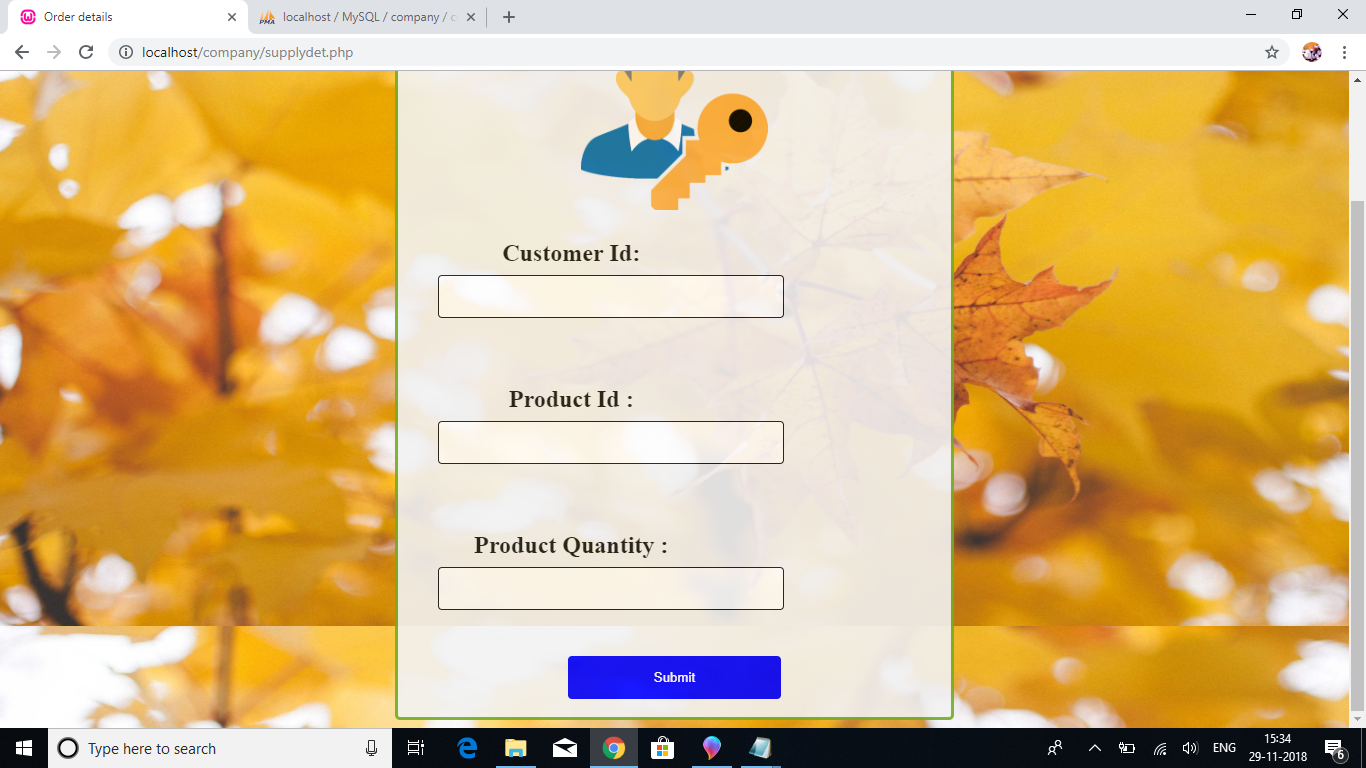 Order details
localhost / MySQL / company / c
localhost/company/supplydet.php
Customer Id:
Product Id :
Product Quantity :
Submit
Type here to search
ENG
15:34
29-11-2018
6